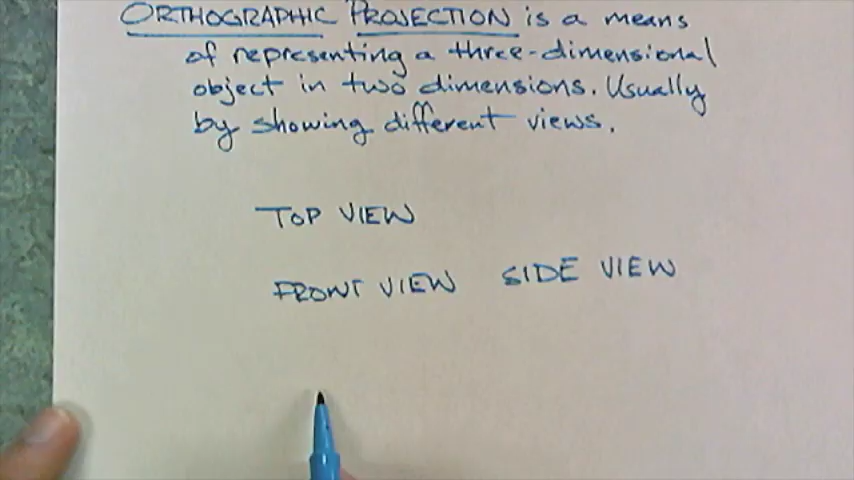 ORTHOGRAPHIC PROJECTION is a means
of representing a three-dimensional
object in two dimensions. Usually
by showing different views.
TOP VIEW
FRONT VIEW SIDE VIEW